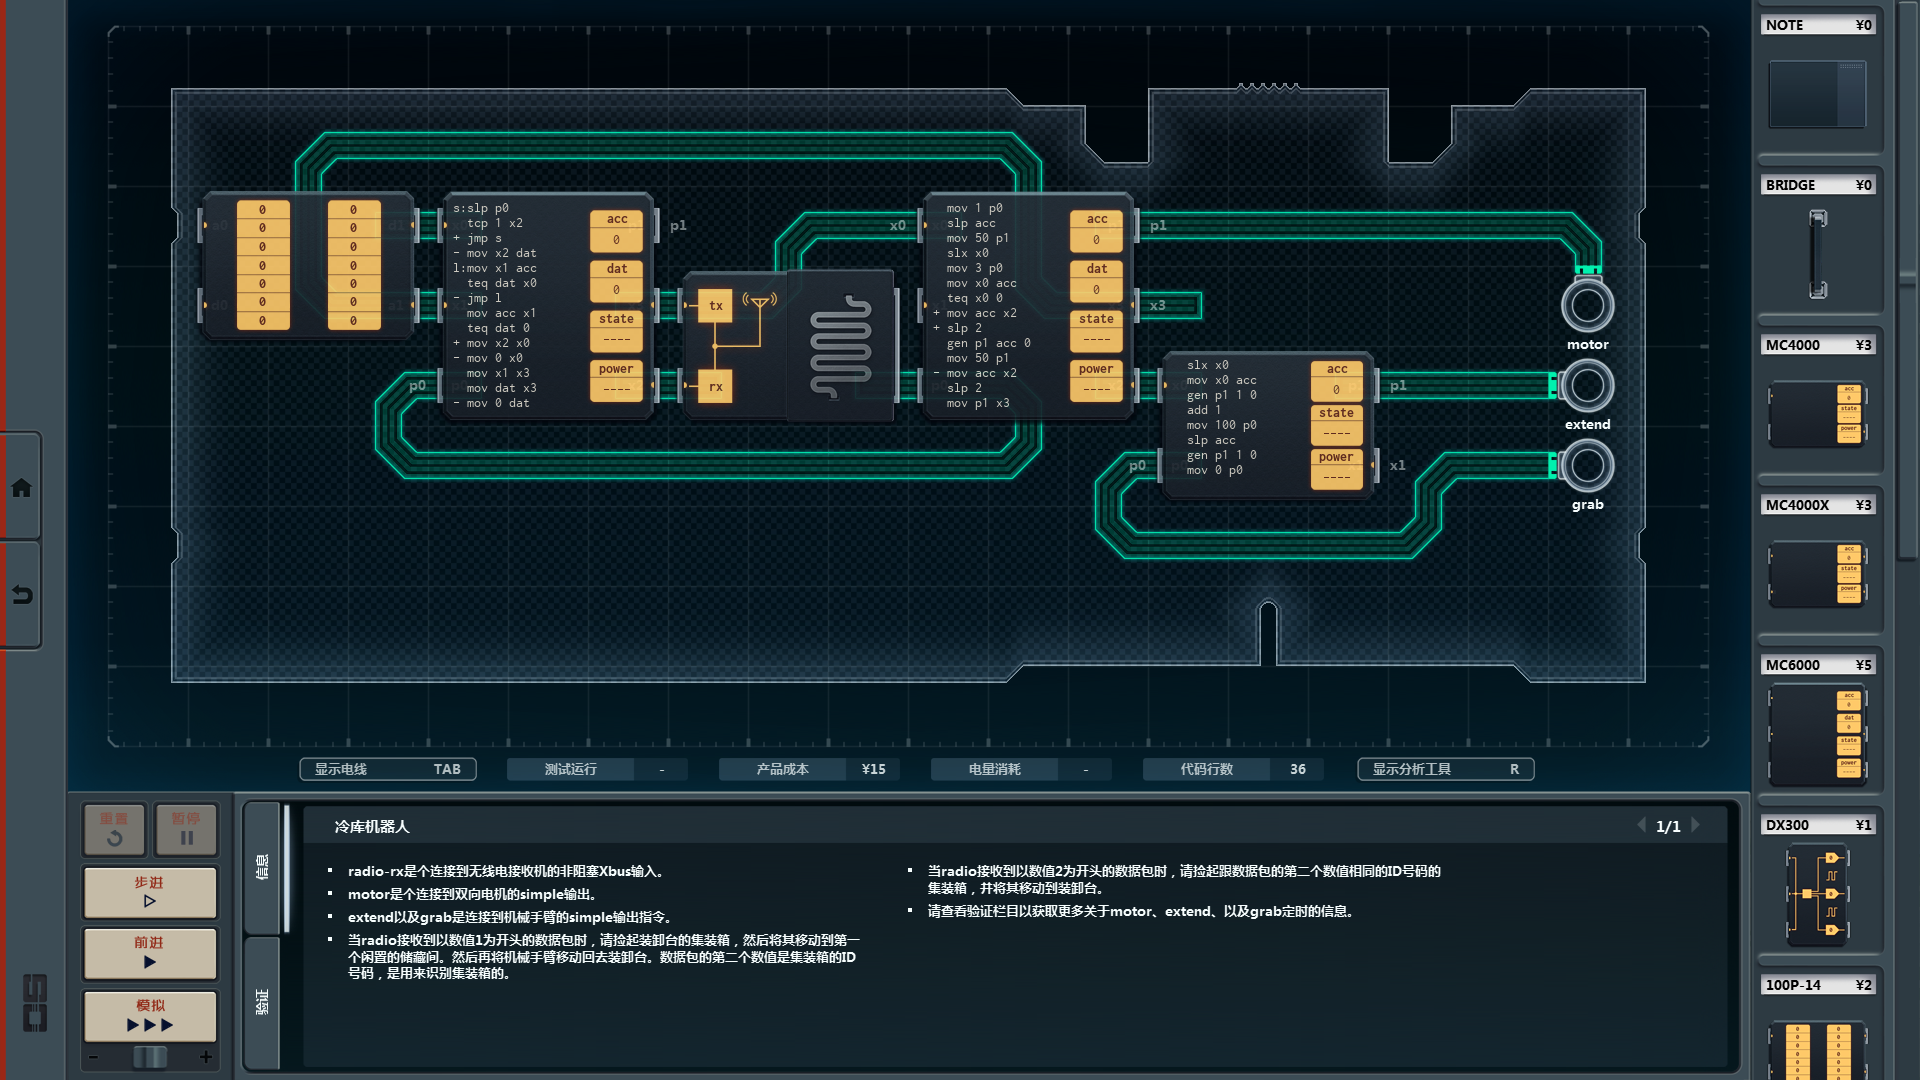 NOTE ¥0
BRIDGE ¥0
MC4000 ¥3
acc
0
state
----
power
----
MC4000X ¥3
acc
0
state
----
power
----
MC6000 ¥5
acc
0
dat
0
state
----
power
----
DX300 ¥1
100P-14 ¥2
0 0
0 0
0 0
0 0
0 0
0 0
0 0
s:slp p0
tcp 1 x2
+ jmp s
- mov x2 dat
l:mov x1 acc
teq dat x0
- jmp l
mov acc x1
teq dat 0
+ mov x2 x0
- mov 0 x0
mov x1 x3
mov dat x3
- mov 0 dat
acc
0
dat
0
state
----
power
----
p1
p0
tx
rx
x0
mov 1 p0
slp acc
mov 50 p1
slx x0
mov 3 p0
mov x0 acc
teq x0 0
+ mov acc x2
+ slp 2
gen p1 acc 0
mov 50 p1
- mov acc x2
slp 2
mov p1 x3
acc
0
dat
0
state
----
power
----
p1
x3
slx x0
mov x0 acc
gen p1 1 0
add 1
mov 100 p0
slp acc
gen p1 1 0
mov 0 p0
acc
0
state
----
power
----
p0
p1
x1
motor
extend
grab
显示电线 TAB
测试运行 -
产品成本 ¥15
电量消耗 -
代码行数 36
显示分析工具 R
重置
暂停
步进
前进
模拟
- +
信息
验证
冷库机器人
1/1
▪ radio-rx是个连接到无线电接收机的非阻塞Xbus输入。
▪ motor是个连接到双向电机的simple输出。
▪ extend以及grab是连接到机械手臂的simple输出指令。
▪ 当radio接收到以数值1为开头的数据包时，请捡起装卸台的集装箱，然后将其移动到第一
个闲置的储藏间。然后再将机械手臂移动回去装卸台。数据包的第二个数值是集装箱的ID
号码，是用来识别集装箱的。
▪ 当radio接收到以数值2为开头的数据包时，请捡起跟数据包的第二个数值相同的ID号码的
集装箱，并将其移动到装卸台。
▪ 请查看验证栏目以获取更多关于motor、extend、以及grab定时的信息。